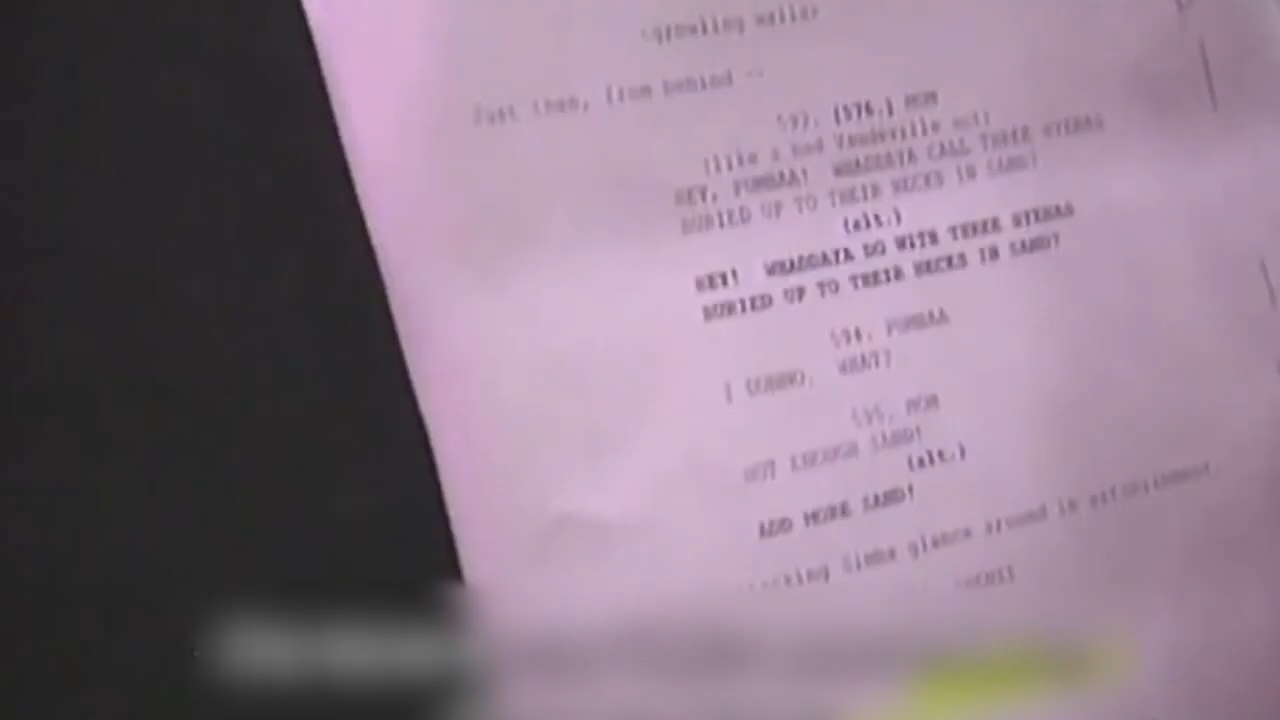 Just then, from behind --
593. (576.) MOM
(like a bad Vaudeville act)
HEY, PUMBAA! WHADDAYA CALL THREE HYENAS
BURIED UP TO THEIR NECKS IN SAND?
(alt.)
HEY! WHADDAYA DO WITH THREE HYENAS
BURIED UP TO THEIR NECKS IN SAND?
594. PUMBAA
I DUNNO. WHAT?
595. MOM
NOT ENOUGH SAND!
(alt.)
ADD MORE SAND!
Simba glance around in astonishment